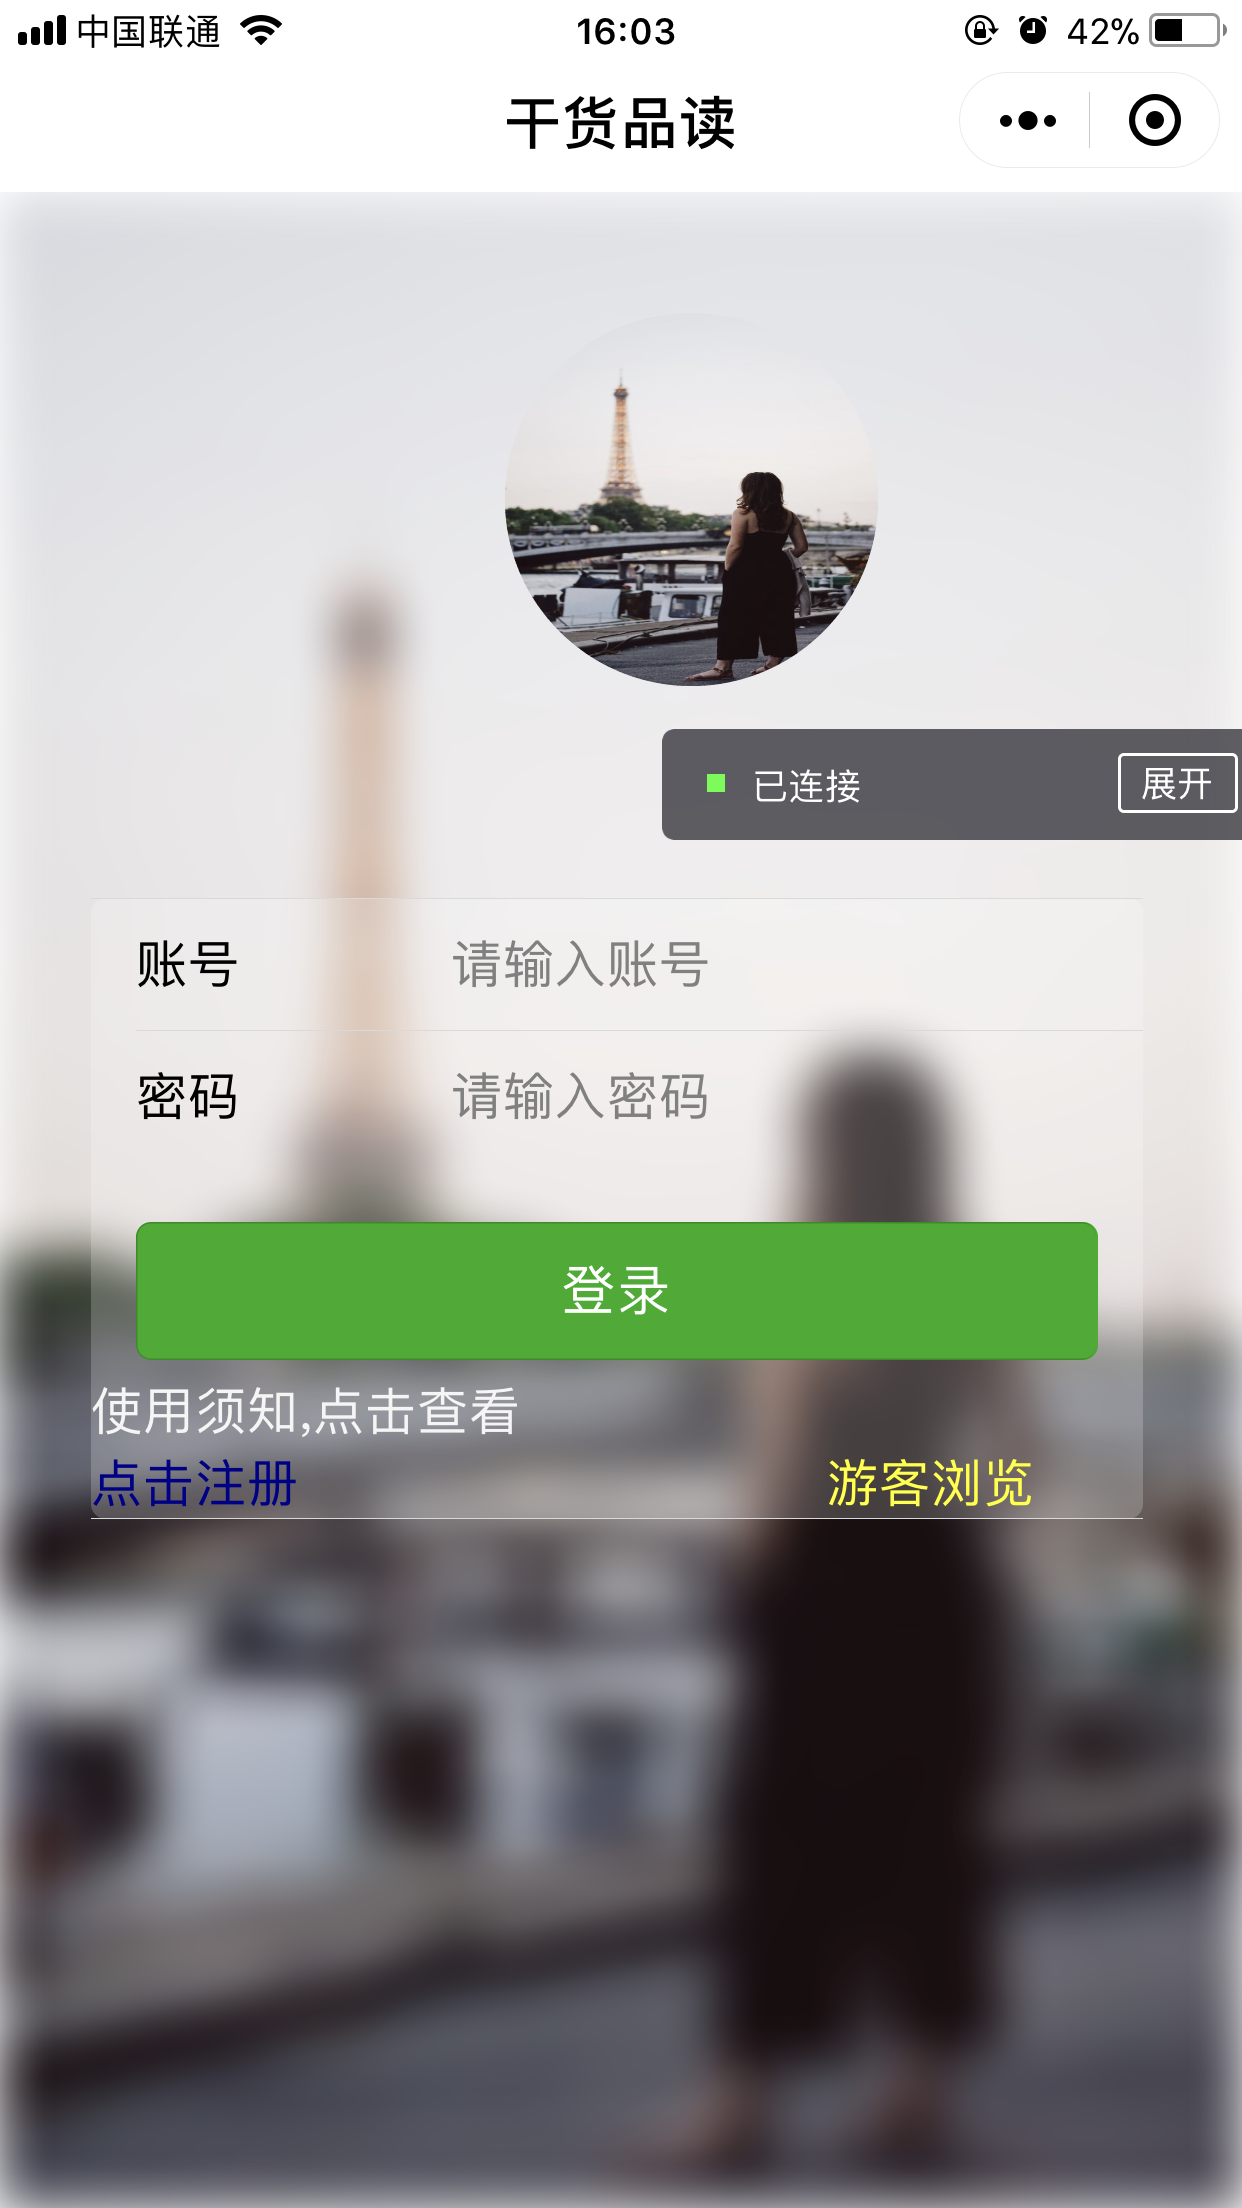 中国联通 16:03 42%
干货品读
已连接 展开
账号 请输入账号
密码 请输入密码
登录
使用须知,点击查看
点击注册 游客浏览